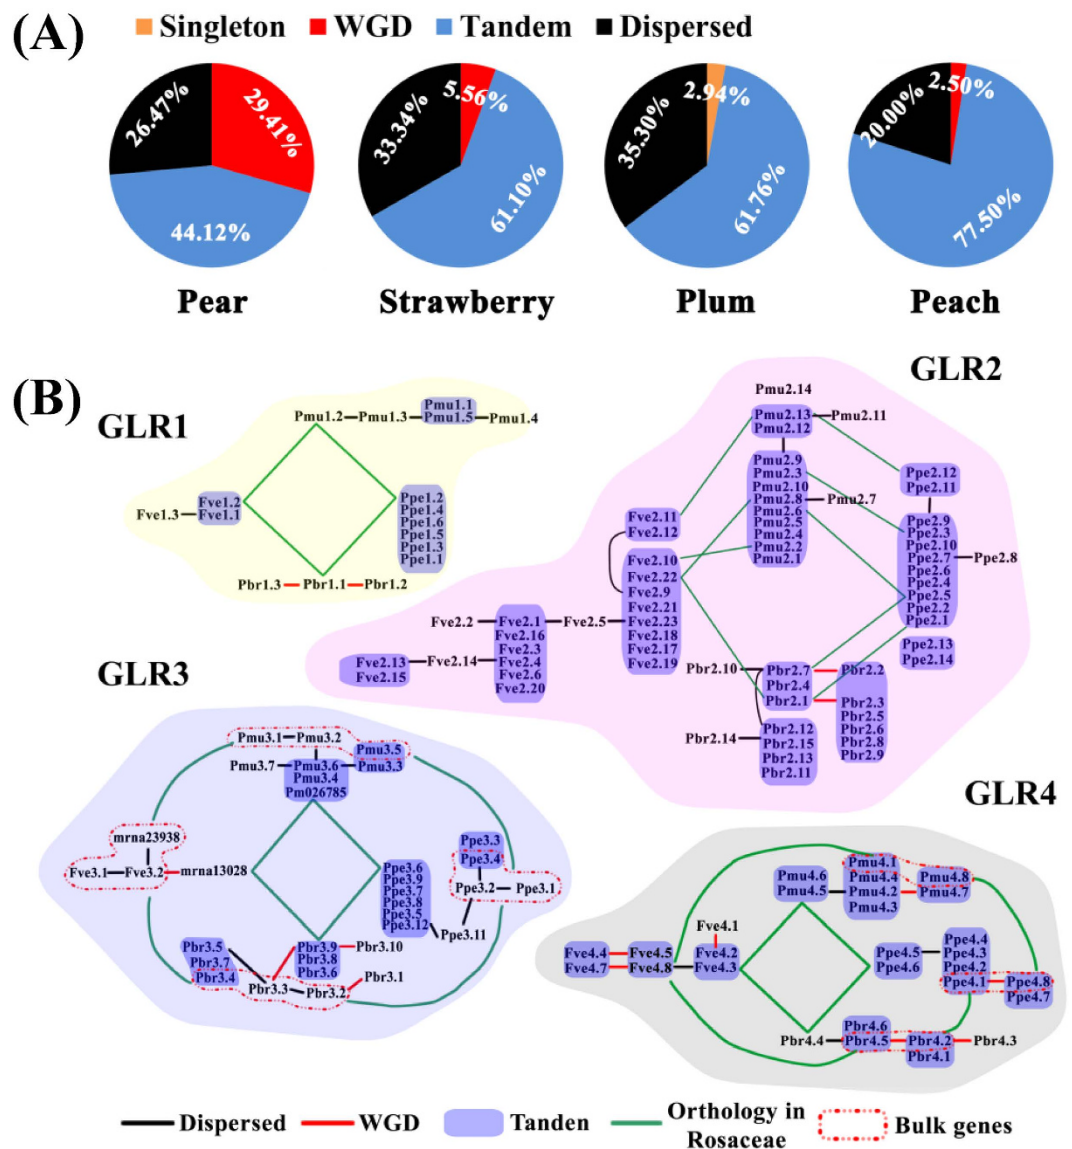 (A)
Singleton WGD Tandem Dispersed
26.47% 29.41% 44.12%
33.34% 5.56% 61.10%
35.30% 2.94% 61.76%
20.00% 2.50% 77.50%
Pear Strawberry Plum Peach
(B)
GLR1
Pmu1.1
Pmu1.2 Pmu1.3 Pmu1.5 Pmu1.4
Fve1.2
Fve1.3 Fve1.1
Ppe1.2
Ppe1.4
Ppe1.6
Ppe1.5
Ppe1.3
Ppe1.1
Pbr1.3 Pbr1.1 Pbr1.2
GLR2
Pmu2.14
Pmu2.13 Pmu2.11
Pmu2.12
Pmu2.9
Pmu2.3
Pmu2.10
Pmu2.8 Pmu2.7
Pmu2.6
Pmu2.5
Pmu2.4
Pmu2.2
Pmu2.1
Ppe2.12
Ppe2.11
Ppe2.9
Ppe2.3
Ppe2.10
Ppe2.7 Ppe2.8
Ppe2.6
Ppe2.4
Ppe2.5
Ppe2.2
Ppe2.1
Ppe2.13
Ppe2.14
Fve2.11
Fve2.12
Fve2.10
Fve2.22
Fve2.9
Fve2.21
Fve2.23
Fve2.18
Fve2.17
Fve2.19
Fve2.2 Fve2.1 Fve2.5
Fve2.16
Fve2.3
Fve2.4
Fve2.6
Fve2.20
Fve2.13 Fve2.14
Fve2.15
Pbr2.10 Pbr2.7 Pbr2.2
Pbr2.4
Pbr2.1 Pbr2.3
Pbr2.5
Pbr2.6
Pbr2.8
Pbr2.9
Pbr2.12
Pbr2.14 Pbr2.15
Pbr2.13
Pbr2.11
GLR3
Pmu3.1 Pmu3.2
Pmu3.5
Pmu3.7 Pmu3.6 Pmu3.3
Pmu3.4
Pm026785
mrna23938
Fve3.1 Fve3.2 mrna13028
Ppe3.3
Ppe3.4
Ppe3.2 Ppe3.1
Ppe3.6
Ppe3.9
Ppe3.7
Ppe3.8
Ppe3.5
Ppe3.12 Ppe3.11
Pbr3.5
Pbr3.7
Pbr3.4
Pbr3.9 Pbr3.10
Pbr3.8
Pbr3.6
Pbr3.3 Pbr3.2 Pbr3.1
GLR4
Pmu4.6
Pmu4.5
Pmu4.1
Pmu4.4
Pmu4.2
Pmu4.3
Pmu4.8
Pmu4.7
Fve4.1
Fve4.4 Fve4.5 Fve4.2
Fve4.7 Fve4.8 Fve4.3
Ppe4.5
Ppe4.6
Ppe4.4
Ppe4.3
Ppe4.2
Ppe4.1 Ppe4.8
Ppe4.7
Pbr4.6
Pbr4.4 Pbr4.5 Pbr4.2 Pbr4.3
Pbr4.1
Dispersed WGD Tanden Orthology in Rosaceae Bulk genes